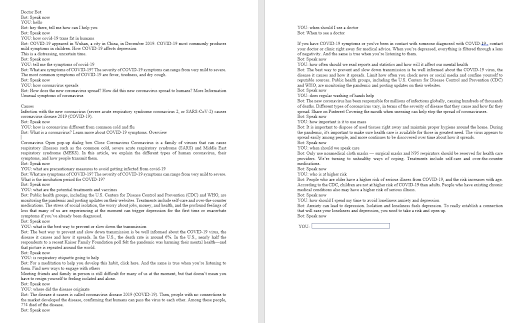 Doctor Bot
Bot: Speak now
YOU: hello
Bot: hey there, tell me how can i help you
Bot: Speak now
YOU: how covid-19 came fist in humans
Bot: COVID-19 appeared in Wuhan, a city in China, in December 2019. COVID-19 most commonly produces
mild symptoms in children. How COVID-19 affects depression
This is a distressing, uncertain time.
Bot: Speak now
YOU: tell me the symptoms of covid-19
Bot: What are symptoms of COVID-19? The severity of COVID-19 symptoms can range from very mild to severe.
The most common symptoms of COVID-19 are fever, tiredness, and dry cough.
Bot: Speak now
YOU: how coronavirus spreads
Bot: How does the new coronavirus spread? How did this new coronavirus spread to humans? More Information
Unusual symptoms of coronavirus
Bot: Speak now
Causes
Infection with the new coronavirus (severe acute respiratory syndrome coronavirus 2, or SARS-CoV-2) causes
coronavirus disease 2019 (COVID-19).
Bot: Speak now
YOU: how is coronavirus different from common cold and flu
Bot: What is a coronavirus? Learn more about COVID-19 symptoms. Overview
Coronavirus Open pop-up dialog box Close Coronavirus Coronavirus is a family of viruses that can cause
respiratory illnesses such as the common cold, severe acute respiratory syndrome (SARS) and Middle East
respiratory syndrome (MERS). In this article, we explain the different types of human coronavirus, their
symptoms, and how people transmit them.
Bot: Speak now
YOU: what are precautionary measures to avoid getting infected from covid-19
Bot: What are symptoms of COVID-19? The severity of COVID-19 symptoms can range from very mild to severe.
What is the incubation period for COVID-19?
Bot: Speak now
YOU: what are the potential treatments and vaccines
Bot: Public health groups, including the U.S. Centers for Disease Control and Prevention (CDC) and WHO, are
monitoring the pandemic and posting updates on their websites. Treatments include self-care and over-the-counter
medications. The stress of social isolation, the worry about jobs, money, and health, and the profound feelings of
loss that many of us are experiencing at the moment can trigger depression for the first time or exacerbate
symptoms if you've already been diagnosed.
Bot: Speak now
YOU: what is the best way to prevent or slow down the transmission
Bot: The best way to prevent and slow down transmission is be well informed about the COVID-19 virus, the
disease it causes and how it spreads. In the U.S., the death rate is around 6%. In the U.S., nearly half the
respondents to a recent Kaiser Family Foundation poll felt the pandemic was harming their mental health—and
that picture is repeated around the world.
Bot: Speak now
YOU: is respiratory etiquette going to help
Bot: For a meditation to help you develop this habit, click here. And the same is true when you're listening to
them. Find new ways to engage with others
Meeting friends and family in person is still difficult for many of us at the moment, but that doesn't mean you
have to resign yourself to feeling isolated and alone.
Bot: Speak now
YOU: where did the disease originate
Bot: The disease it causes is called coronavirus disease 2019 (COVID-19). Then, people with no connections to
the market developed the disease, confirming that humans can pass the virus to each other. Among these people,
774 died of the disease.
Bot: Speak now
YOU: when should I see a doctor
Bot: When to see a doctor
If you have COVID-19 symptoms or you've been in contact with someone diagnosed with COVID-19, contact
your doctor or clinic right away for medical advice. When you're depressed, everything is filtered through a lens
of negativity. And the same is true when you're listening to them.
Bot: Speak now
YOU: how often should we read reports and statistics and how will it affect our mental health
Bot: The best way to prevent and slow down transmission is be well informed about the COVID-19 virus, the
disease it causes and how it spreads. Limit how often you check news or social media and confine yourself to
reputable sources. Public health groups, including the U.S. Centers for Disease Control and Prevention (CDC)
and WHO, are monitoring the pandemic and posting updates on their websites.
Bot: Speak now
YOU: does regular washing of hands help
Bot: The new coronavirus has been responsible for millions of infections globally, causing hundreds of thousands
of deaths. Different types of coronavirus vary, in terms of the severity of disease that they cause and how far they
spread. Share on Pinterest Covering the mouth when sneezing can help stop the spread of coronaviruses.
Bot: Speak now
YOU: how important is it to use mass
Bot: It is important to dispose of used tissues right away and maintain proper hygiene around the home. During
the pandemic, it's important to make sure health care is available for those in greatest need. The virus appears to
spread easily among people, and more continues to be discovered over time about how it spreads.
Bot: Speak now
YOU: when should we speak care
Bot: Only use nonmedical cloth masks — surgical masks and N95 respirators should be reserved for health care
providers. We're turning to unhealthy ways of coping. Treatments include self-care and over-the-counter
medications.
Bot: Speak now
YOU: who is at higher risk
Bot: People who are older have a higher risk of serious illness from COVID-19, and the risk increases with age.
According to the CDC, children are not at higher risk of COVID-19 than adults. People who have existing chronic
medical conditions also may have a higher risk of serious illness.
Bot: Speak now
YOU: how should I spend my time to avoid loneliness anxiety and depression
Bot: Anxiety can lead to depression. Isolation and loneliness fuels depression. To really establish a connection
that will ease your loneliness and depression, you need to take a risk and open up.
Bot: Speak now
YOU: